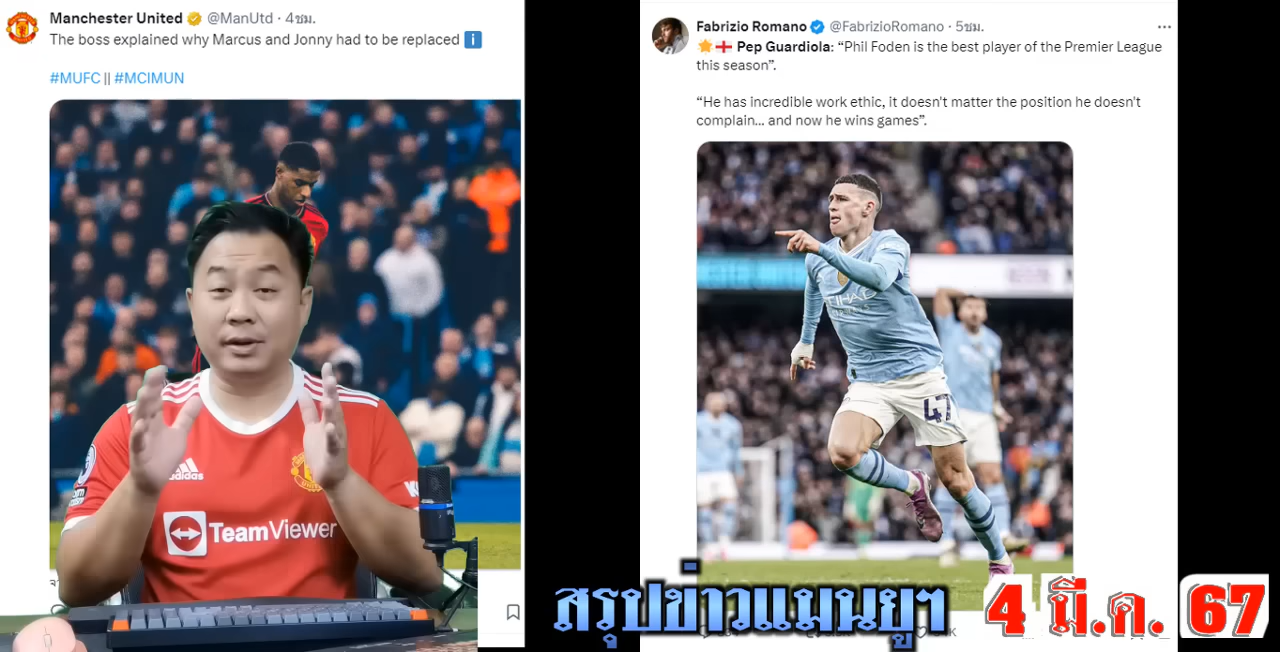 Manchester United @ManUtd · 4ชม.
The boss explained why Marcus and Jonny had to be replaced ℹ️
#MUFC || #MCIMUN
adidas
TeamViewer
Fabrizio Romano @FabrizioRomano · 5ชม.
Pep Guardiola: “Phil Foden is the best player of the Premier League
this season”.
“He has incredible work ethic, it doesn't matter the position he doesn't
complain… and now he wins games”.
47
สรุปข่าวแมนยูฯ 4 มี.ค. 67